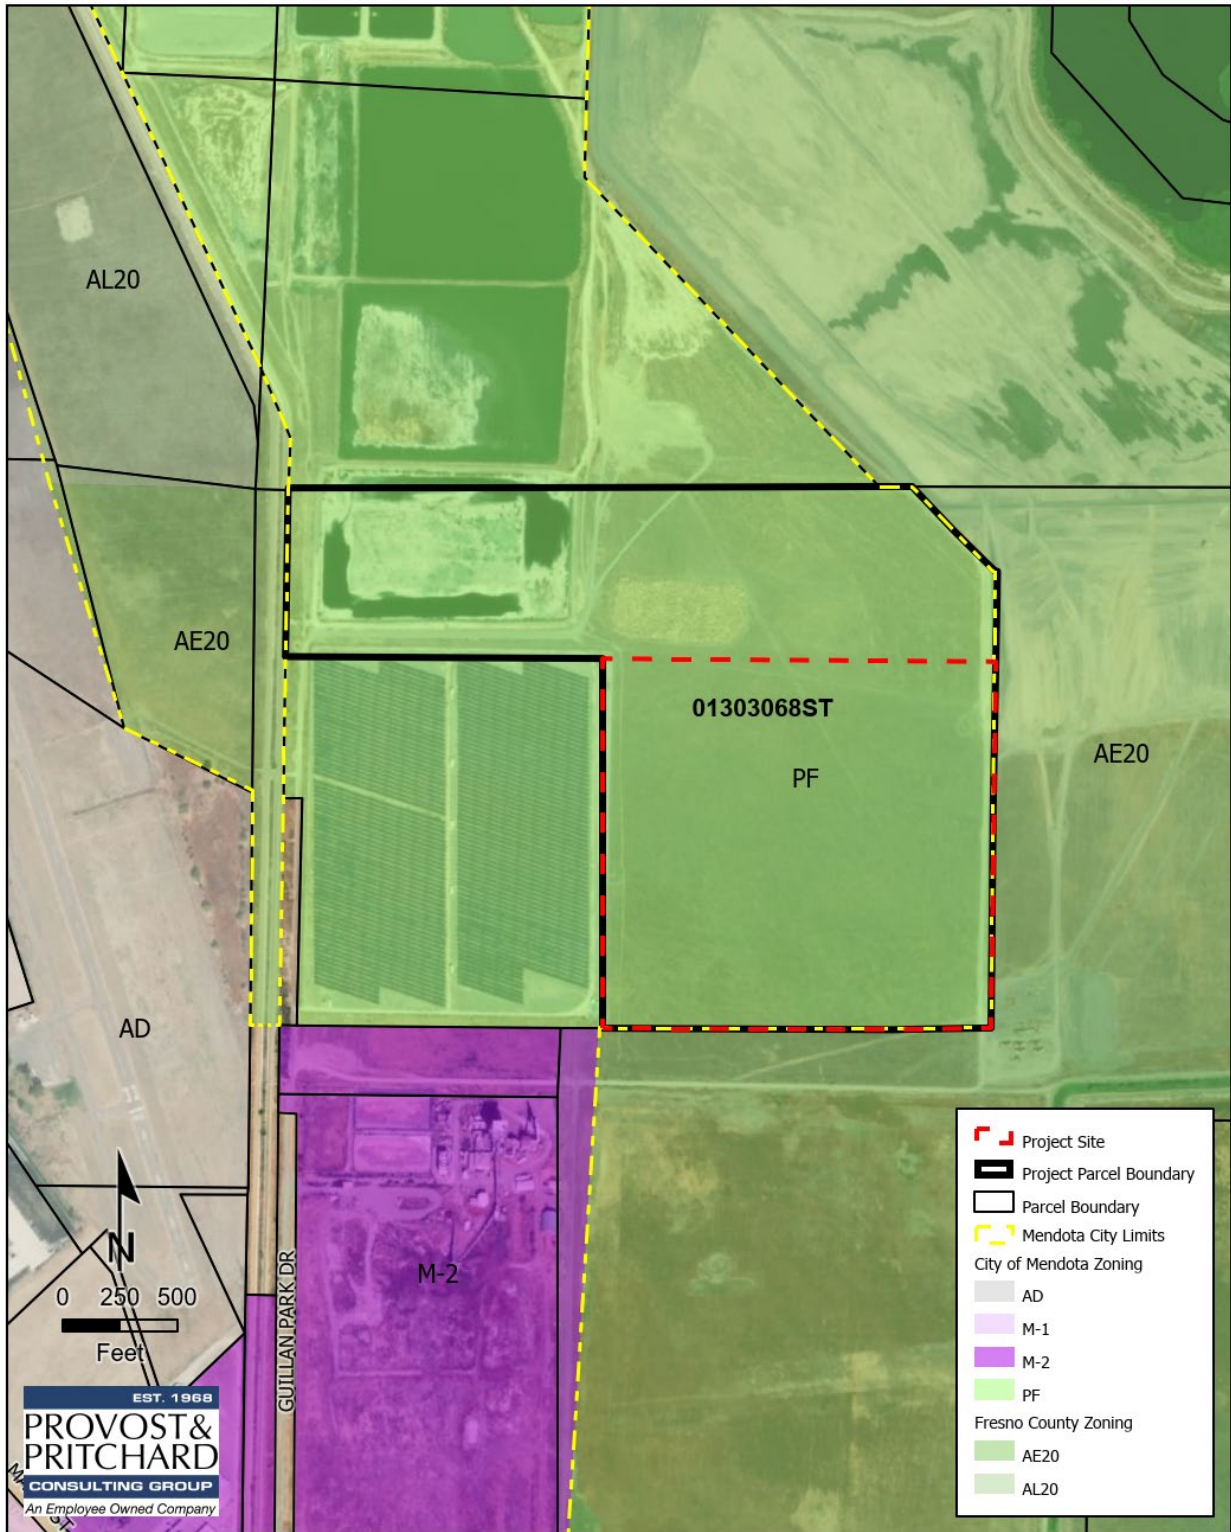 AL20
AE20
01303068ST
PF
AE20
AD
M-2
GUILLAN PARK DR
N
0 250 500
Feet
EST. 1968
PROVOST&
PRITCHARD
CONSULTING GROUP
An Employee Owned Company
Project Site
Project Parcel Boundary
Parcel Boundary
Mendota City Limits
City of Mendota Zoning
AD
M-1
M-2
PF
Fresno County Zoning
AE20
AL20